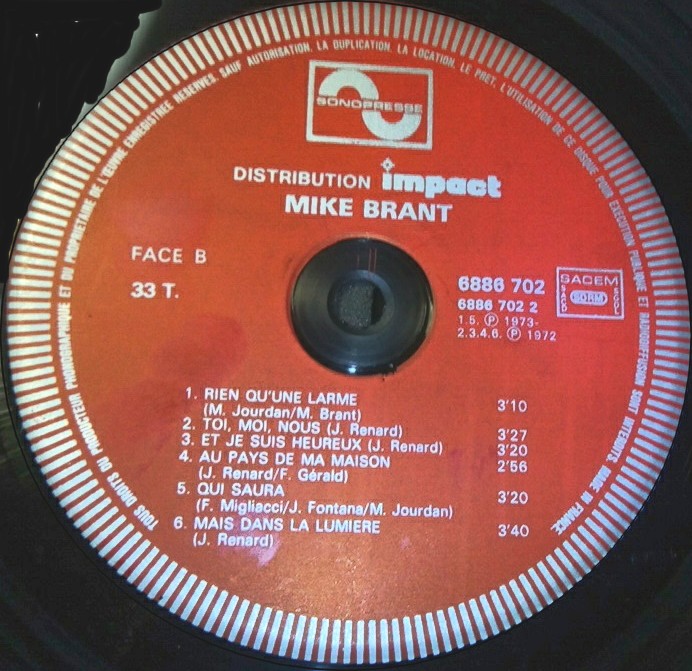 TOUS DROITS DU PRODUCTEUR PHONOGRAPHIQUE ET DU PROPRIETAIRE DE L'ŒUVRE ENREGISTREE RESERVES. SAUF AUTORISATION, LA DUPLICATION, LA LOCATION, LE PRET, L'UTILISATION DE CE DISQUE POUR EXECUTION PUBLIQUE ET RADIODIFFUSION SONT INTERDITS. MADE IN FRANCE
SONOPRESSE
DISTRIBUTION impact
MIKE BRANT
FACE B
33 T.
6886 702
6886 702 2
1.5. Ⓟ 1973-
2.3.4.6. Ⓟ 1972
SACEM
SACD SDRM SGDL
1. RIEN QU'UNE LARME
(M. Jourdan/M. Brant) 3'10
2. TOI, MOI, NOUS (J. Renard) 3'27
3. ET JE SUIS HEUREUX (J. Renard) 3'20
4. AU PAYS DE MA MAISON 2'56
(J. Renard/F. Gérald)
5. QUI SAURA 3'20
(F. Migliacci/J. Fontana/M. Jourdan)
6. MAIS DANS LA LUMIERE 3'40
(J. Renard)